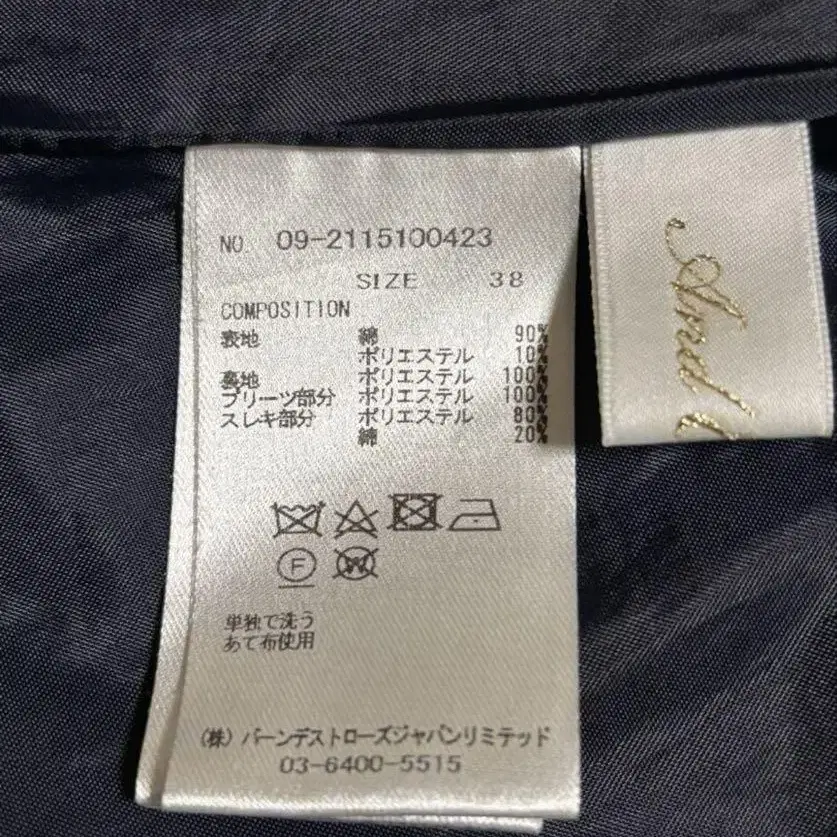 NO 09-2115100423
SIZE 38
COMPOSITION
表地 綿 90%
ポリエステル 10%
裏地 ポリエステル 100%
プリーツ部分 ポリエステル 100%
スレキ部分 ポリエステル 80%
綿 20%
F
W
単独で洗う
あて布使用
(株) バーンデストローズジャパンリミテッド
03-6400-5515
And